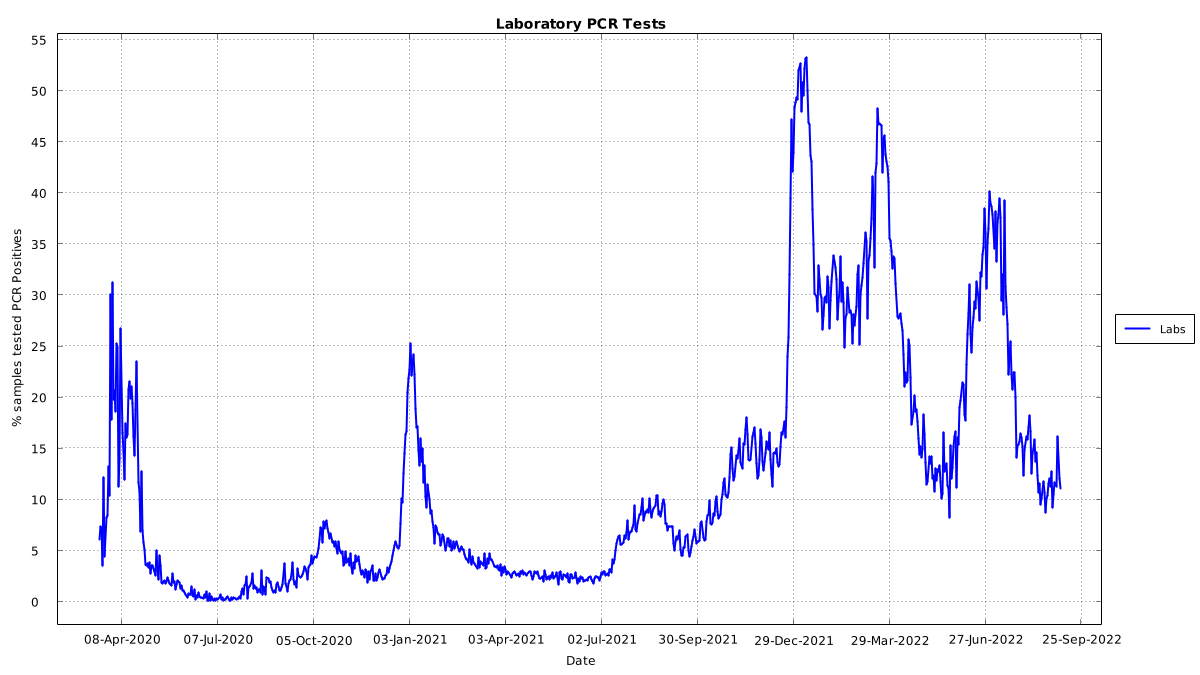 Laboratory PCR Tests
55
50
45
40
35
30
25
20
15
10
5
0
% samples tested PCR Positives
08-Apr-2020 07-Jul-2020 05-Oct-2020 03-Jan-2021 03-Apr-2021 02-Jul-2021 30-Sep-2021 29-Dec-2021 29-Mar-2022 27-Jun-2022 25-Sep-2022
Date
Labs